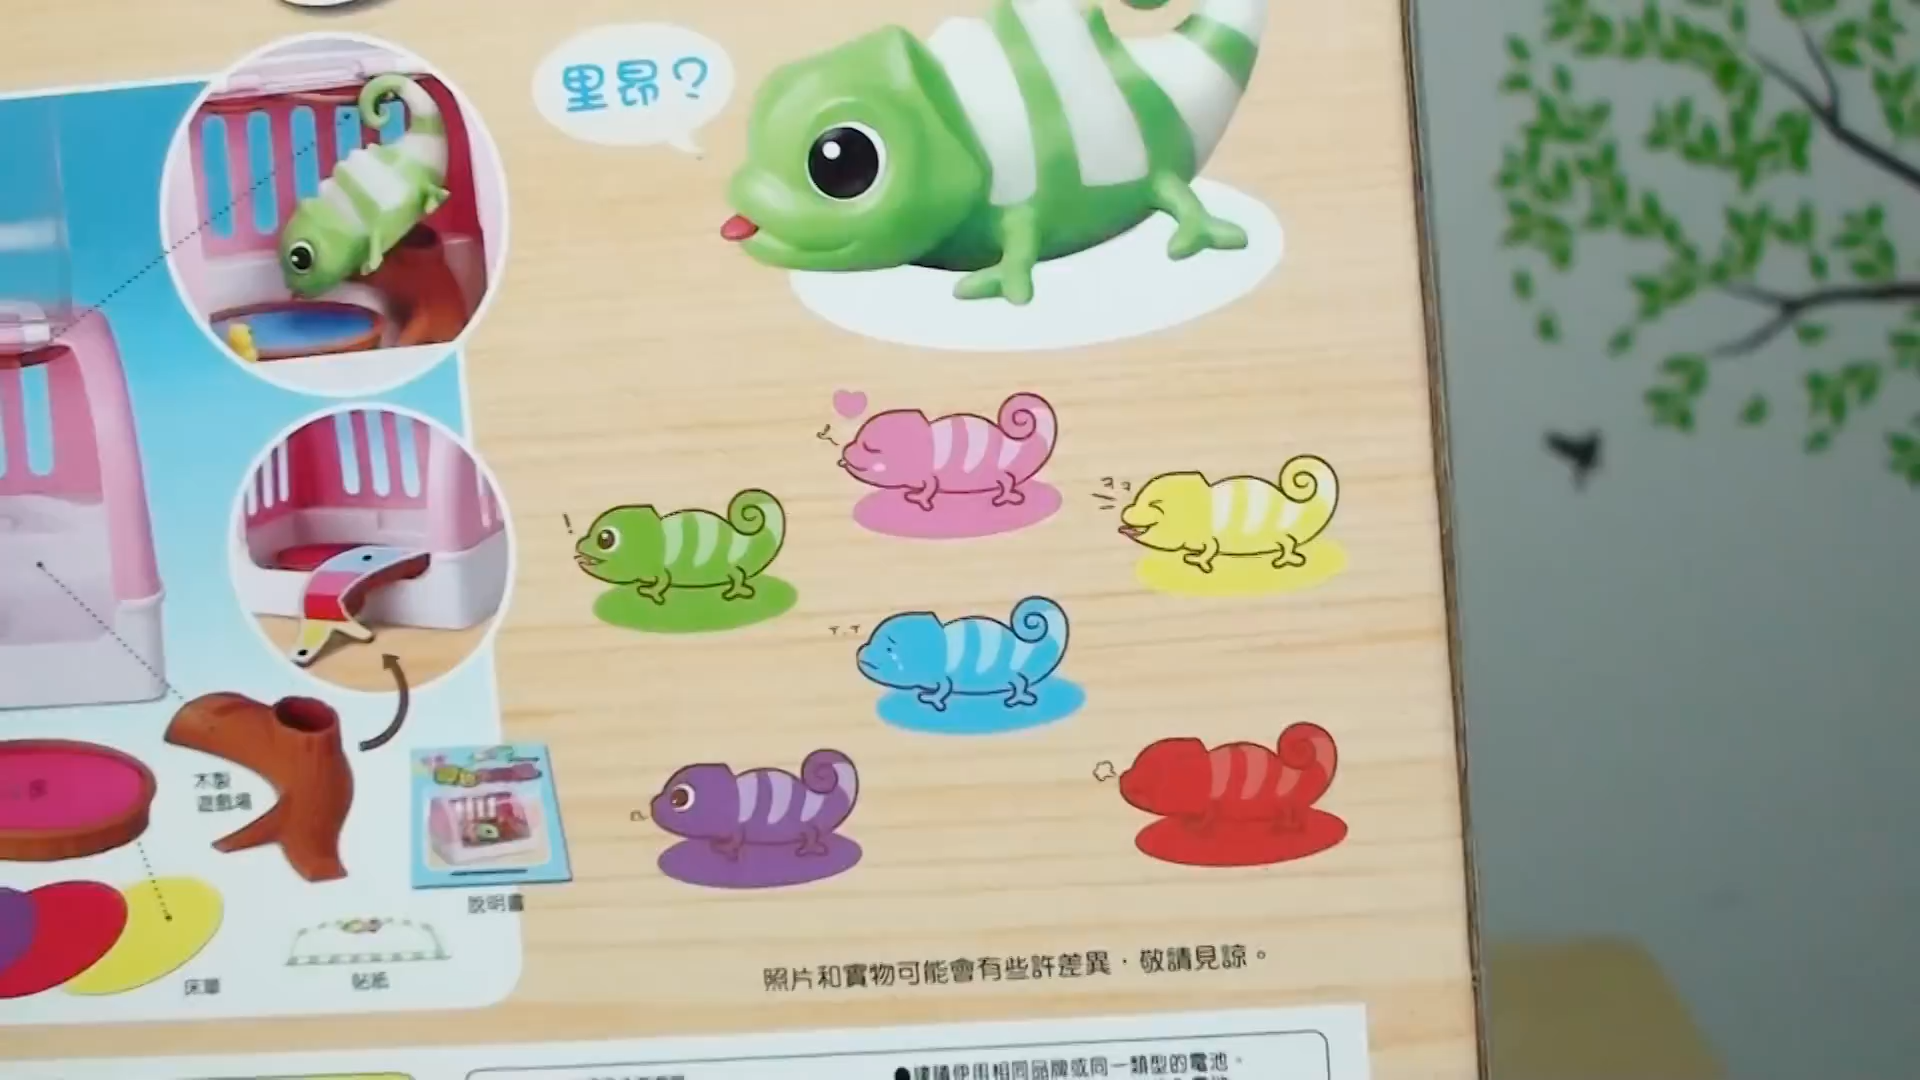 里昂？
木製
遊戲場
說明書
床單
貼紙
照片和實物可能會有些許差異，敬請見諒。
●建議使用相同品牌或同一類型的電池。